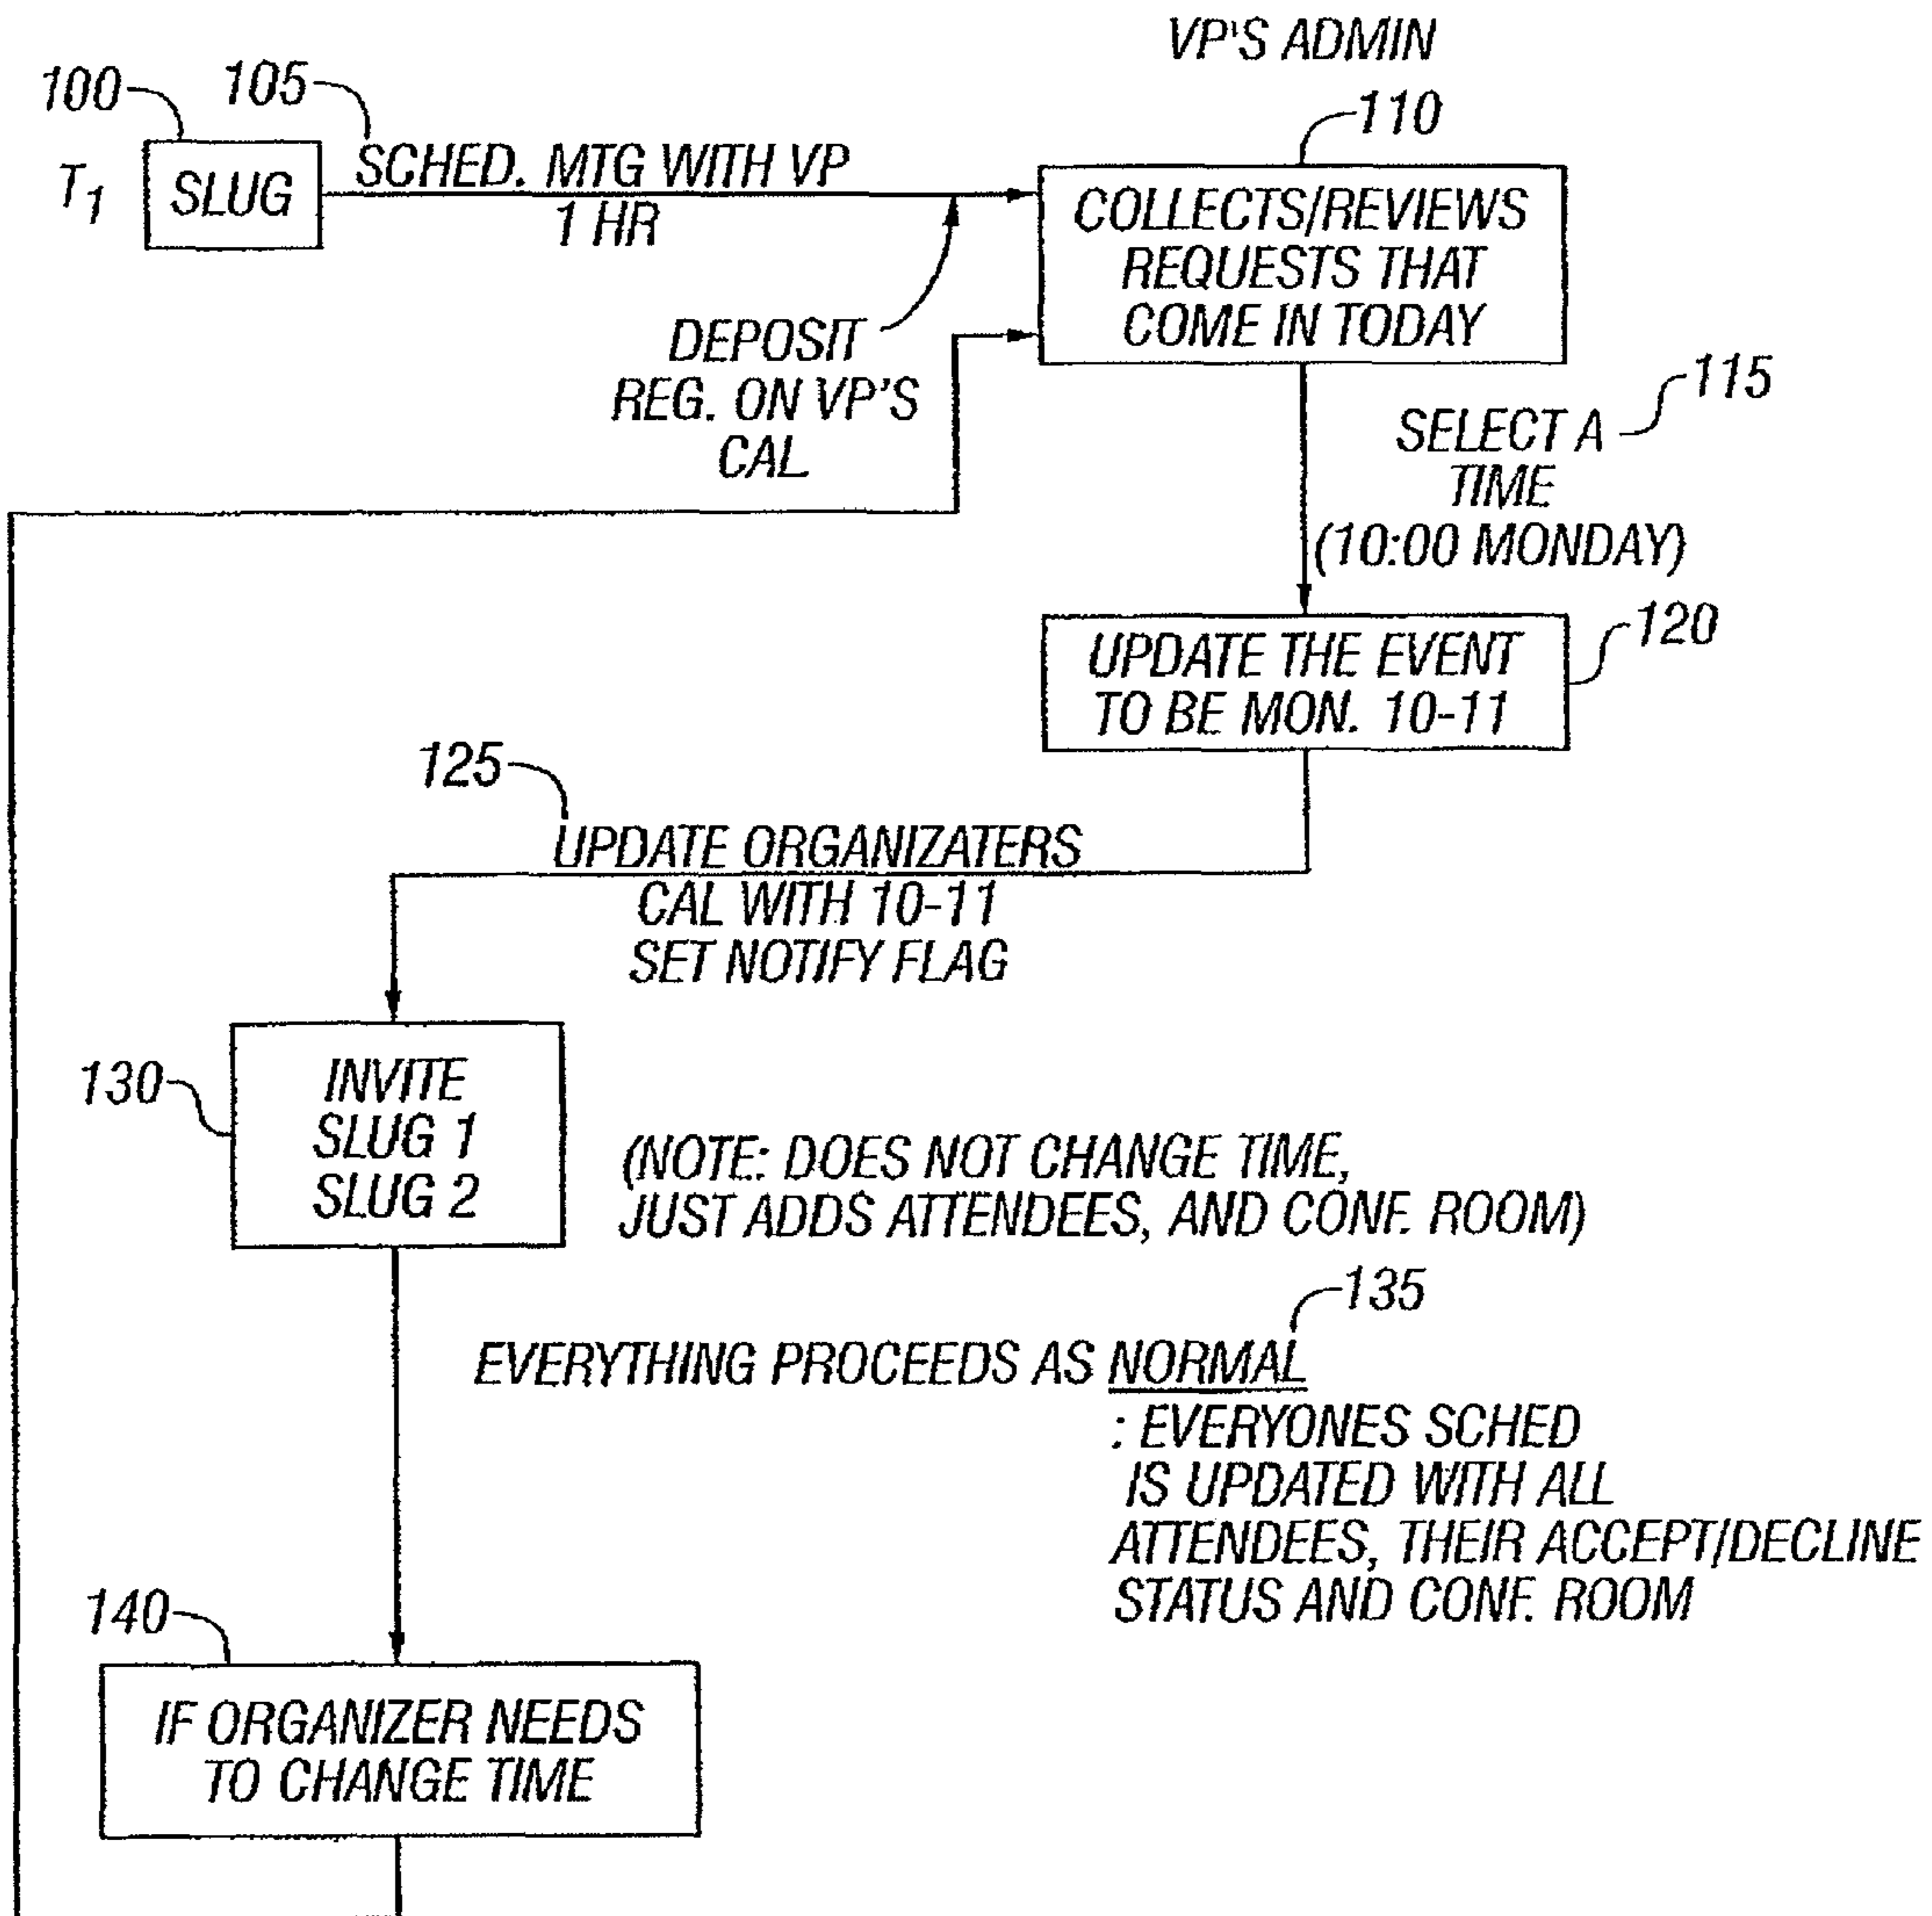 VP'S ADMIN
100
105
110
T1
SLUG
SCHED. MTG WITH VP
1 HR
COLLECTS/REVIEWS
REQUESTS THAT
COME IN TODAY
DEPOSIT
REG. ON VP'S
CAL
115
SELECT A
TIME
(10:00 MONDAY)
120
UPDATE THE EVENT
TO BE MON. 10-11
125
UPDATE ORGANIZATERS
CAL WITH 10-11
SET NOTIFY FLAG
130
INVITE
SLUG 1
SLUG 2
(NOTE: DOES NOT CHANGE TIME,
JUST ADDS ATTENDEES, AND CONF. ROOM)
135
EVERYTHING PROCEEDS AS NORMAL
: EVERYONES SCHED
IS UPDATED WITH ALL
ATTENDEES, THEIR ACCEPT/DECLINE
STATUS AND CONF. ROOM
140
IF ORGANIZER NEEDS
TO CHANGE TIME